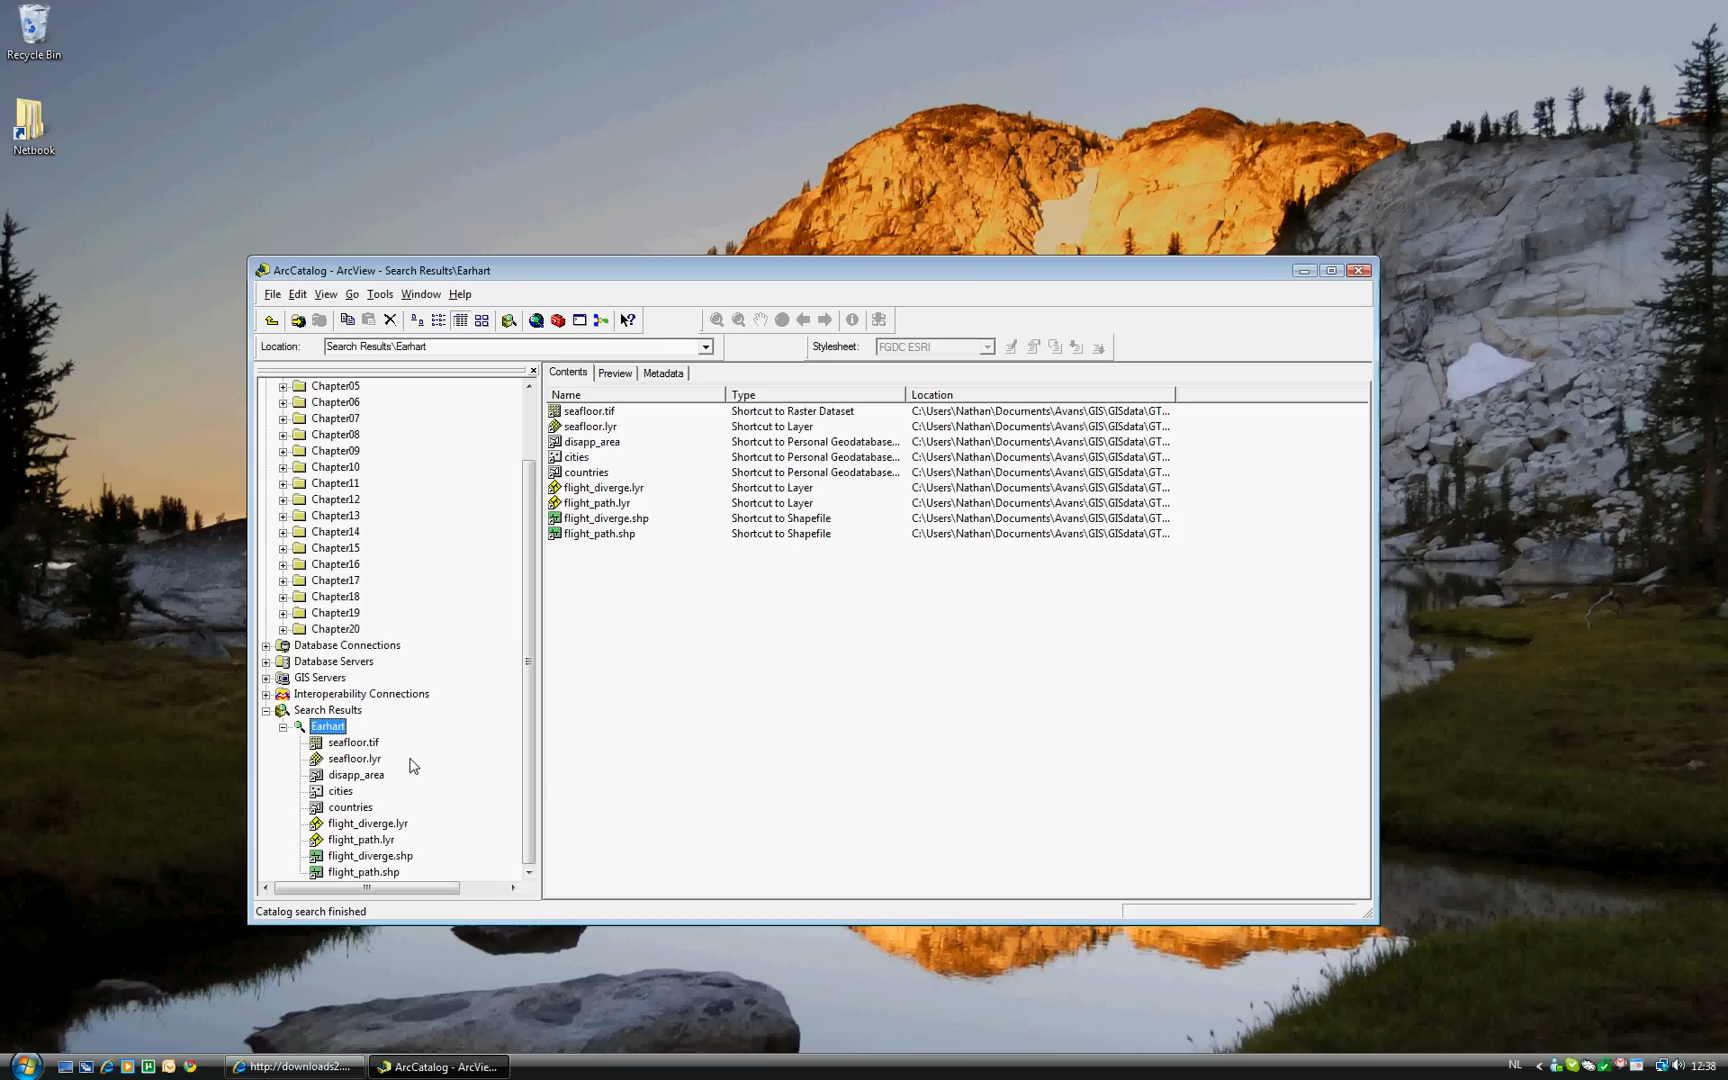 Recycle Bin
Netbook
ArcCatalog - ArcView - Search Results\Earhart
File Edit View Go Tools Window Help
Location: Search Results\Earhart
Stylesheet: FGDC ESRI
Chapter05
Chapter06
Chapter07
Chapter08
Chapter09
Chapter10
Chapter11
Chapter12
Chapter13
Chapter14
Chapter15
Chapter16
Chapter17
Chapter18
Chapter19
Chapter20
Database Connections
Database Servers
GIS Servers
Interoperability Connections
Search Results
Earhart
seafloor.tif
seafloor.lyr
disapp_area
cities
countries
flight_diverge.lyr
flight_path.lyr
flight_diverge.shp
flight_path.shp
Contents Preview Metadata
Name Type Location
seafloor.tif Shortcut to Raster Dataset C:\Users\Nathan\Documents\Avans\GIS\GISdata\GT...
seafloor.lyr Shortcut to Layer C:\Users\Nathan\Documents\Avans\GIS\GISdata\GT...
disapp_area Shortcut to Personal Geodatabase... C:\Users\Nathan\Documents\Avans\GIS\GISdata\GT...
cities Shortcut to Personal Geodatabase... C:\Users\Nathan\Documents\Avans\GIS\GISdata\GT...
countries Shortcut to Personal Geodatabase... C:\Users\Nathan\Documents\Avans\GIS\GISdata\GT...
flight_diverge.lyr Shortcut to Layer C:\Users\Nathan\Documents\Avans\GIS\GISdata\GT...
flight_path.lyr Shortcut to Layer C:\Users\Nathan\Documents\Avans\GIS\GISdata\GT...
flight_diverge.shp Shortcut to Shapefile C:\Users\Nathan\Documents\Avans\GIS\GISdata\GT...
flight_path.shp Shortcut to Shapefile C:\Users\Nathan\Documents\Avans\GIS\GISdata\GT...
Catalog search finished
http://downloads2....
ArcCatalog - ArcVie...
NL
12:38